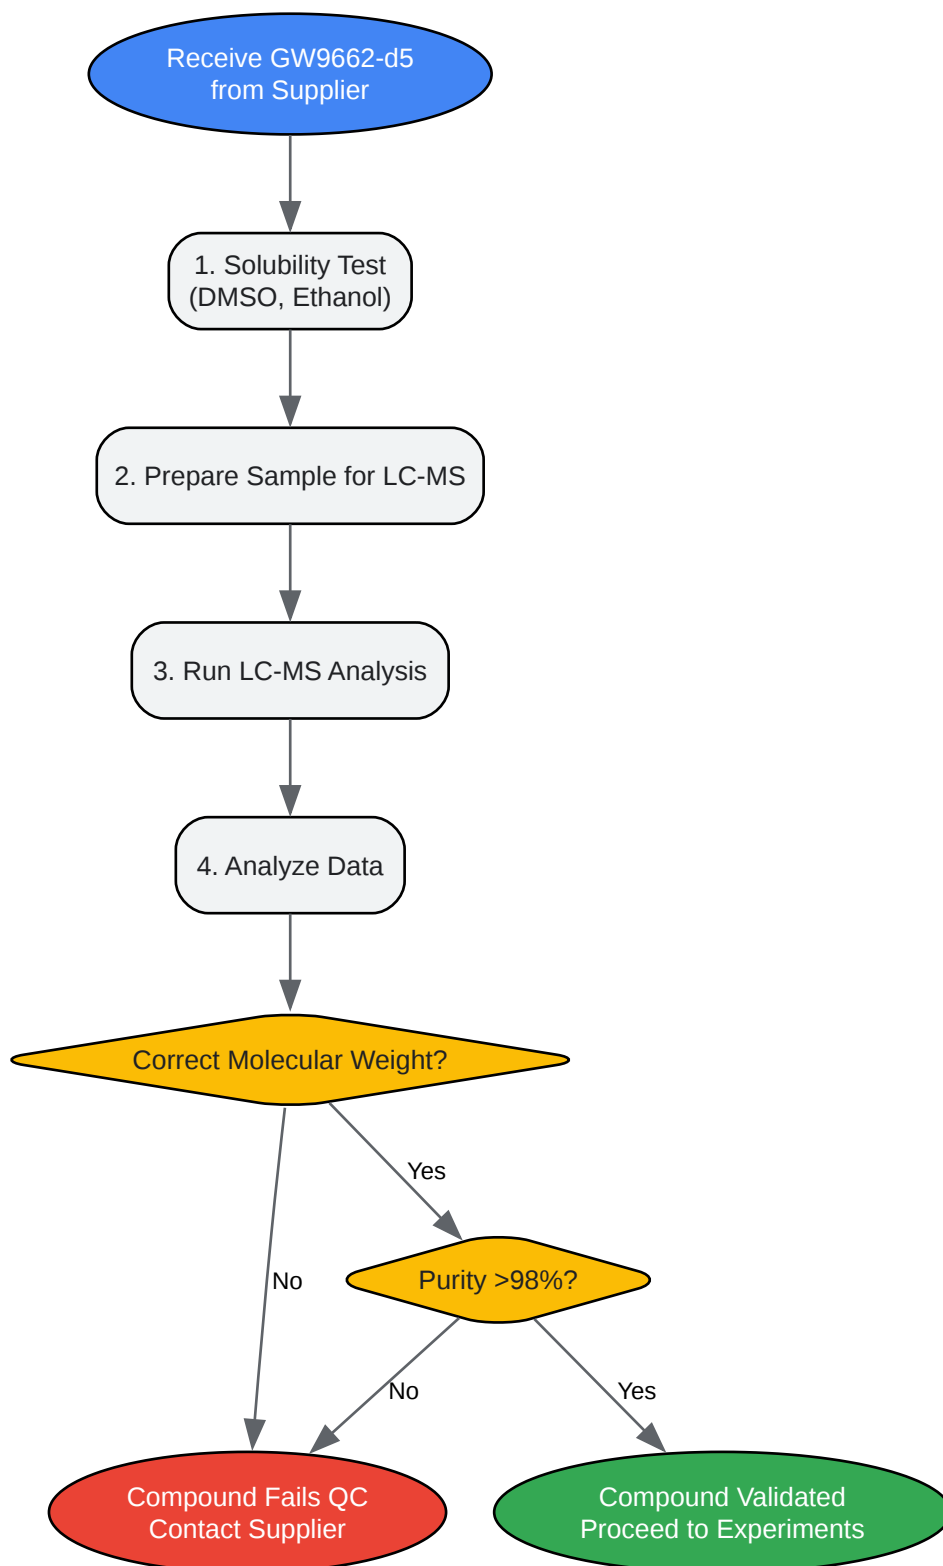 Receive GW9662-d5
from Supplier
1. Solubility Test
(DMSO, Ethanol)
2. Prepare Sample for LC-MS
3. Run LC-MS Analysis
4. Analyze Data
Correct Molecular Weight?
Yes
No
Purity >98%?
No
Yes
Compound Fails QC
Contact Supplier
Compound Validated
Proceed to Experiments